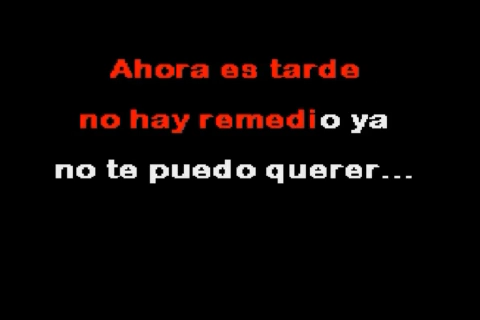 Ahora es tarde
no hay remedio ya
no te puedo querer...